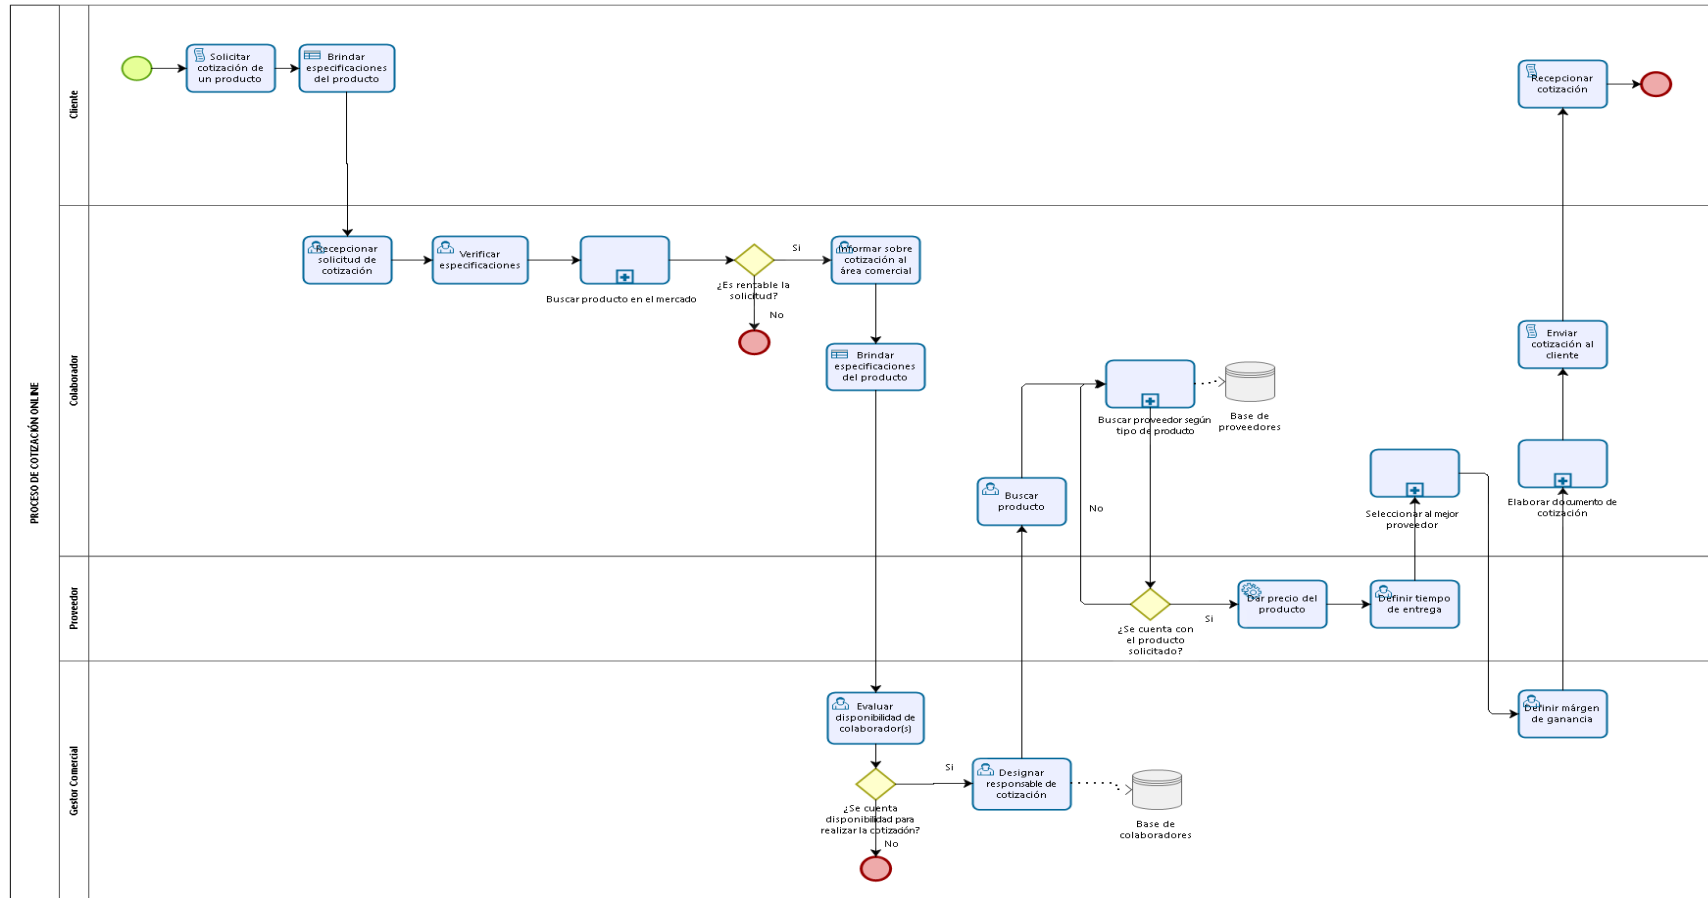 PROCESO DE COTIZACIÓN ONLINE
Cliente
Solicitar
cotización de
un producto
Brindar
especificaciones
del producto
Recepcionar
cotización
Colaborador
Recepcionar
solicitud de
cotización
Verificar
especificaciones
Buscar producto en el mercado
¿Es rentable la
solicitud?
Si
No
Informar sobre
cotización al
área comercial
Brindar
especificaciones
del producto
Buscar
producto
Buscar proveedor según
tipo de producto
Base de
proveedores
No
Seleccionar al mejor
proveedor
Enviar
cotización al
cliente
Elaborar documento de
cotización
Proveedor
¿Se cuenta con
el producto
solicitado?
Si
Dar precio del
producto
Definir tiempo
de entrega
Gestor Comercial
Evaluar
disponibilidad de
colaborador(s)
¿Se cuenta
disponibilidad para
realizar la cotización?
Si
No
Designar
responsable de
cotización
Base de
colaboradores
Definir márgen
de ganancia